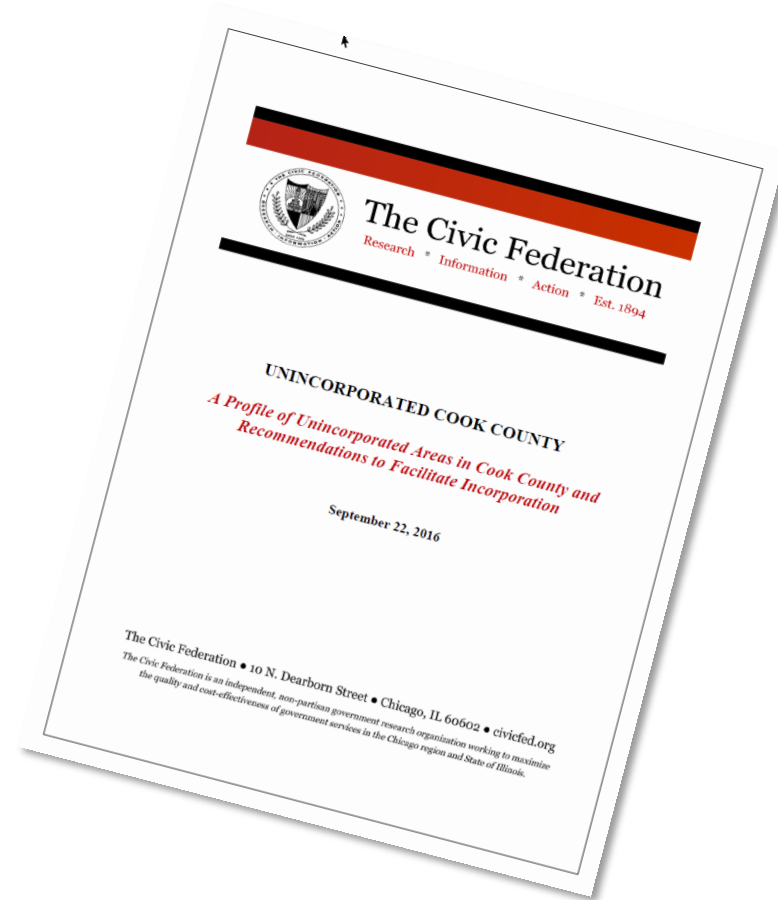 The Civic Federation
Research * Information * Action * Est. 1894
UNINCORPORATED COOK COUNTY
A Profile of Unincorporated Areas in Cook County and
Recommendations to Facilitate Incorporation
September 22, 2016
The Civic Federation ● 10 N. Dearborn Street ● Chicago, IL 60602 ● civicfed.org
The Civic Federation is an independent, non-partisan government research organization working to maximize
the quality and cost-effectiveness of government services in the Chicago region and State of Illinois.